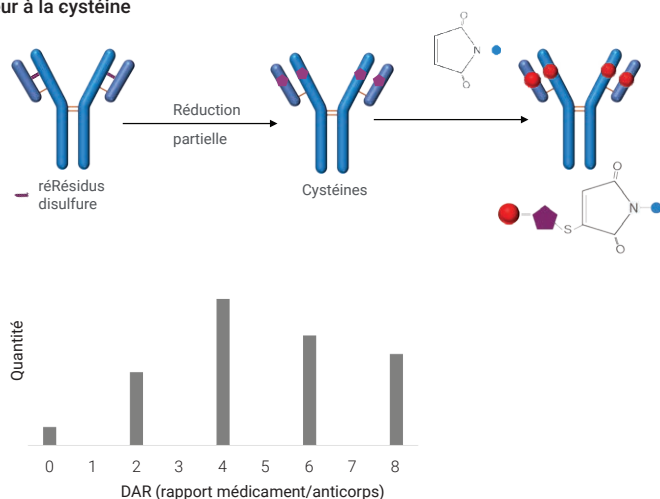 ur à la cystéine
Réduction
partielle
réRésidus
disulfure
Cystéines
O
N
O
O
N
S
O
Quantité
0 1 2 3 4 5 6 7 8
DAR (rapport médicament/anticorps)